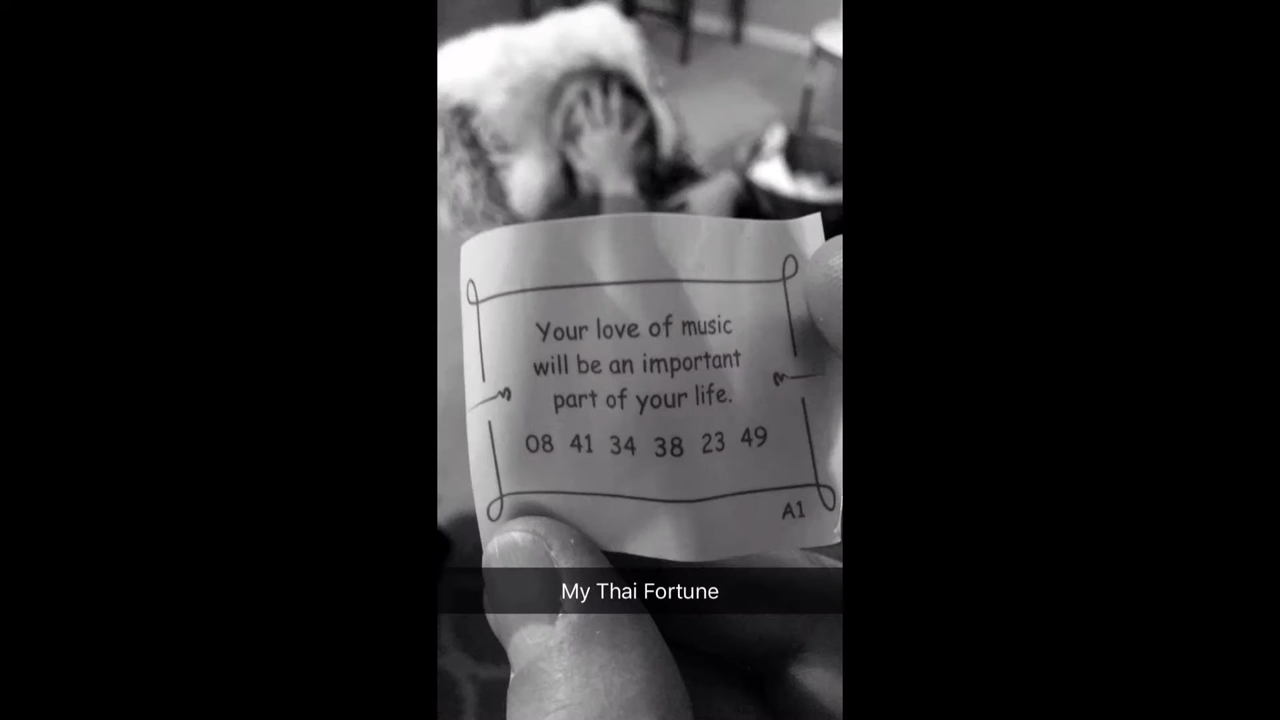 Your love of music
will be an important
part of your life.
08 41 34 38 23 49
A1
My Thai Fortune